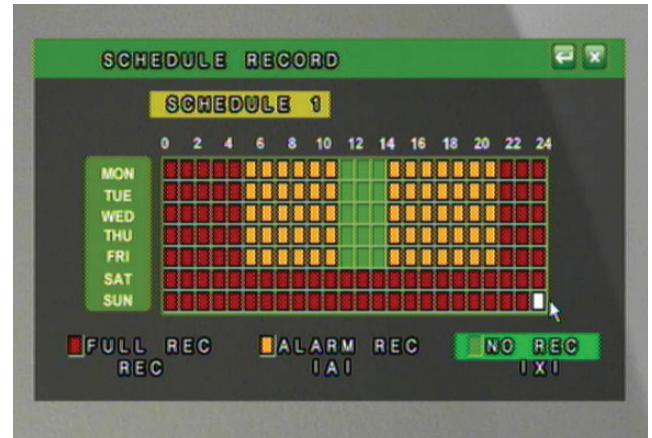 SCHEDULE RECORD
SCHEDULE 1
0 2 4 6 8 10 12 14 16 18 20 22 24
MON
TUE
WED
THU
FRI
SAT
SUN
FULL REC ALARM REC NO REC
REC |A| |X|